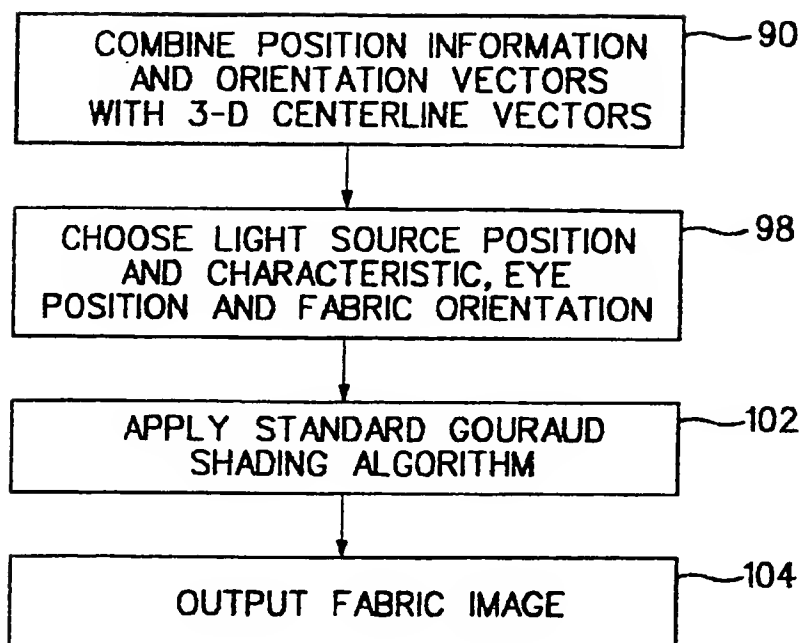 COMBINE POSITION INFORMATION
AND ORIENTATION VECTORS
WITH 3-D CENTERLINE VECTORS
90
CHOOSE LIGHT SOURCE POSITION
AND CHARACTERISTIC, EYE
POSITION AND FABRIC ORIENTATION
98
APPLY STANDARD GOURAUD
SHADING ALGORITHM
102
OUTPUT FABRIC IMAGE
104